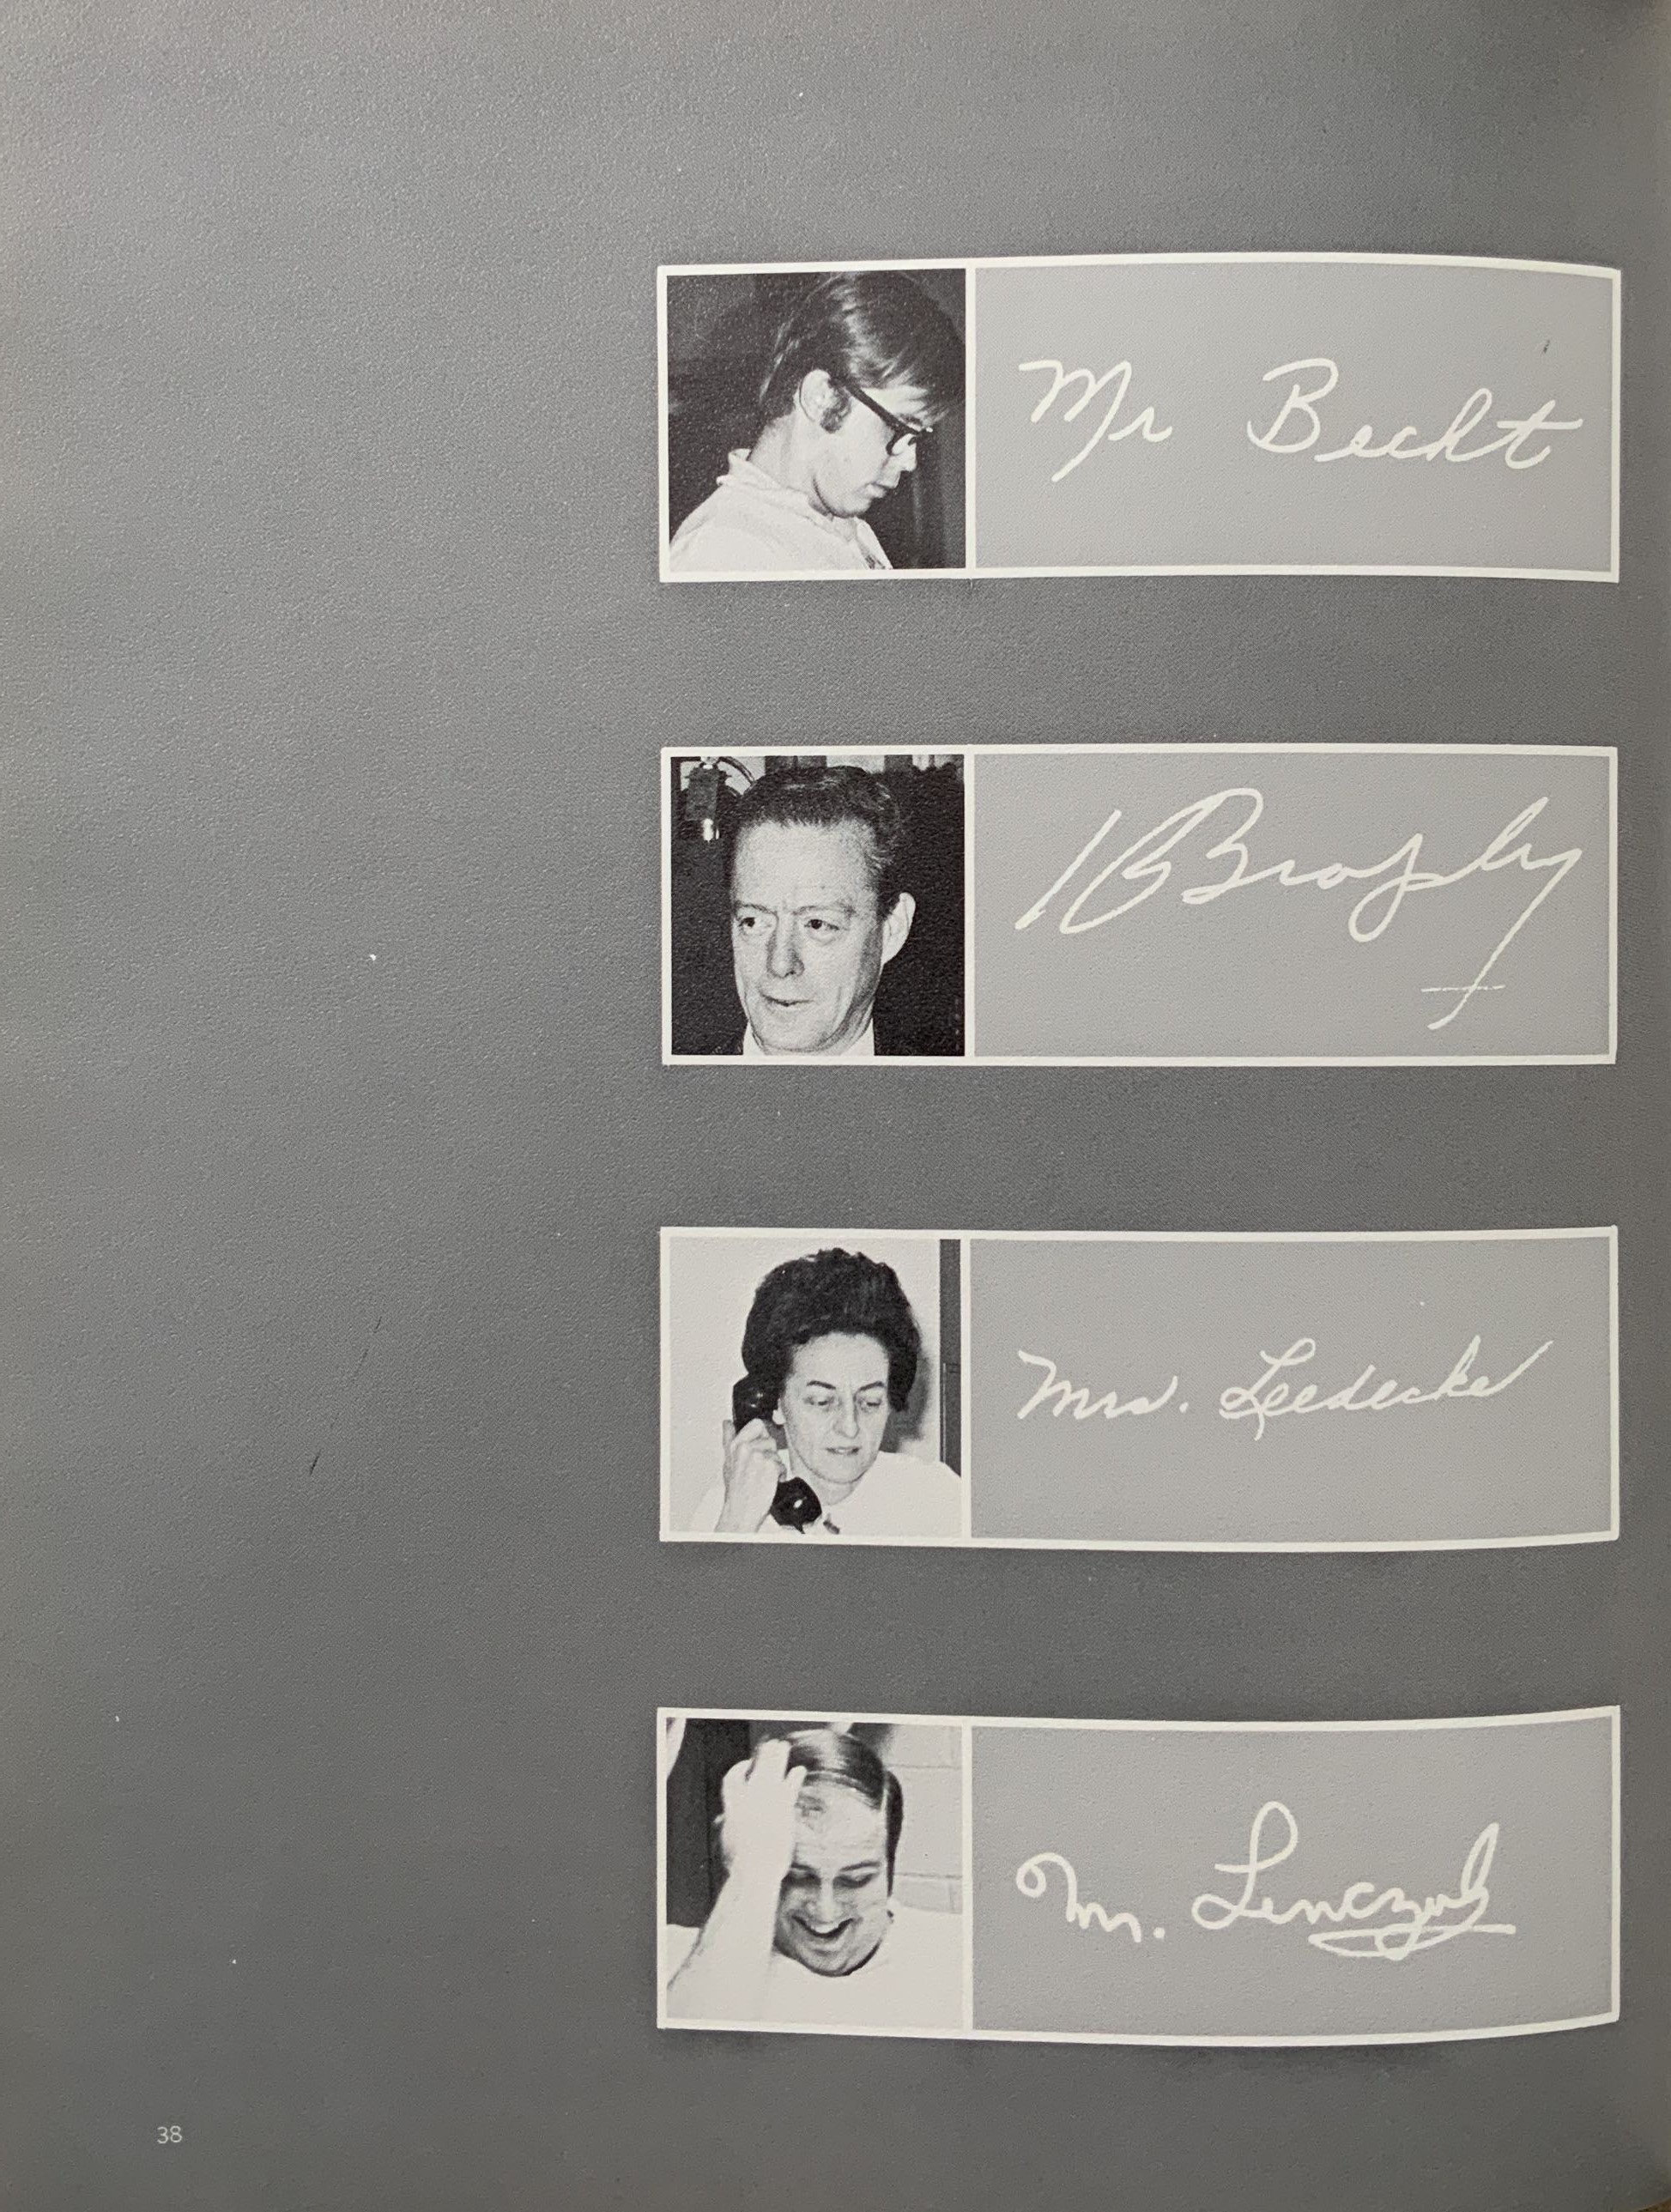 Mr Becht
Mrs. Leedecke
Mr. Lenczyk
38